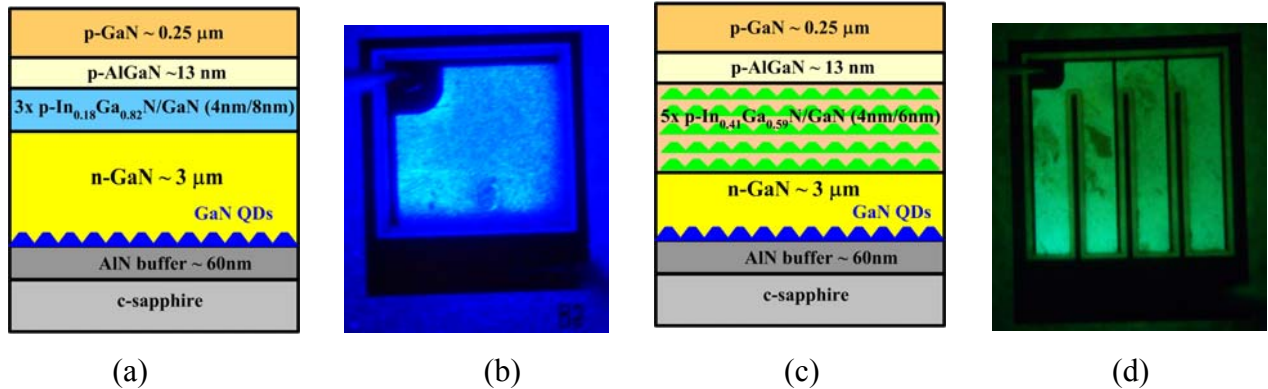 p-GaN ~ 0.25 μm
p-AlGaN ~13 nm
3x p-In₀.₁₈Ga₀.₈₂N/GaN (4nm/8nm)
n-GaN ~ 3 μm
GaN QDs
AlN buffer ~ 60nm
c-sapphire
p-GaN ~ 0.25 μm
p-AlGaN ~ 13 nm
5x p-In₀.₄₁Ga₀.₅₉N/GaN (4nm/6nm)
n-GaN ~ 3 μm
GaN QDs
AlN buffer ~ 60nm
c-sapphire
(a) (b) (c) (d)